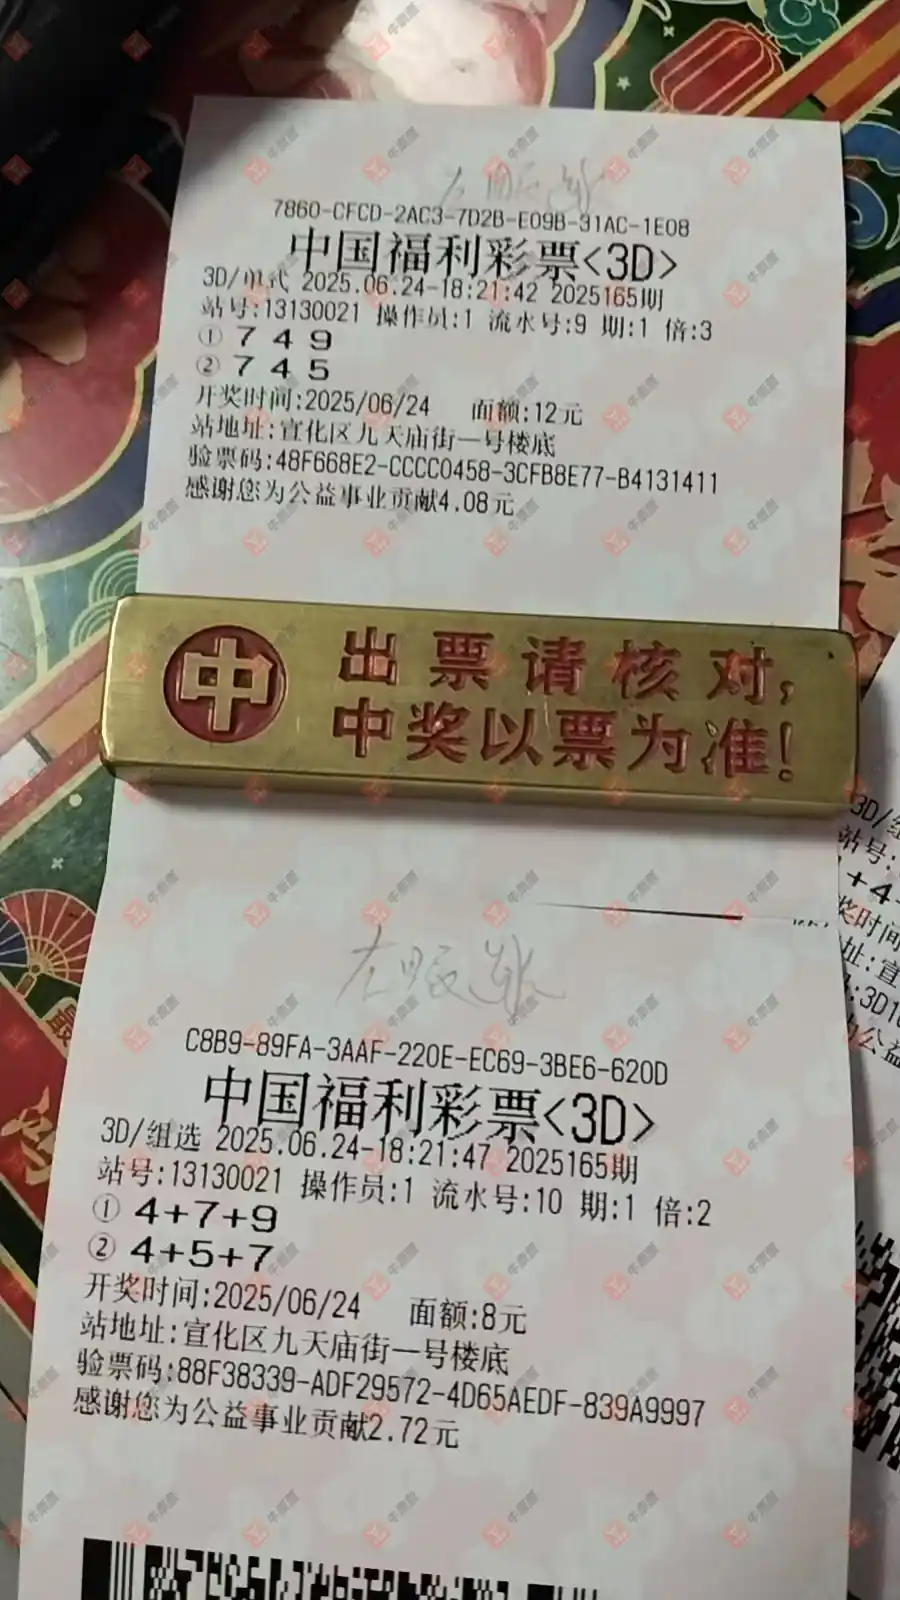 7860-CFCD-2AC3-7D2B-E09B-31AC-1E08
中国福利彩票<3D>
3D/单式 2025.06.24-18:21:42 2025165期
站号:13130021 操作员:1 流水号:9 期:1 倍:3
① 7 4 9
② 7 4 5
开奖时间:2025/06/24 面额:12元
站地址:宣化区九天庙街一号楼底
验票码:48F668E2-CCCC0458-3CFB8E77-B4131411
感谢您为公益事业贡献4.08元
中
出票请核对,
中奖以票为准!
C8B9-89FA-3AAF-220E-EC69-3BE6-620D
中国福利彩票<3D>
3D/组选 2025.06.24-18:21:47 2025165期
站号:13130021 操作员:1 流水号:10 期:1 倍:2
① 4+7+9
② 4+5+7
开奖时间:2025/06/24 面额:8元
站地址:宣化区九天庙街一号楼底
验票码:88F38339-ADF29572-4D65AEDF-839A9997
感谢您为公益事业贡献2.72元